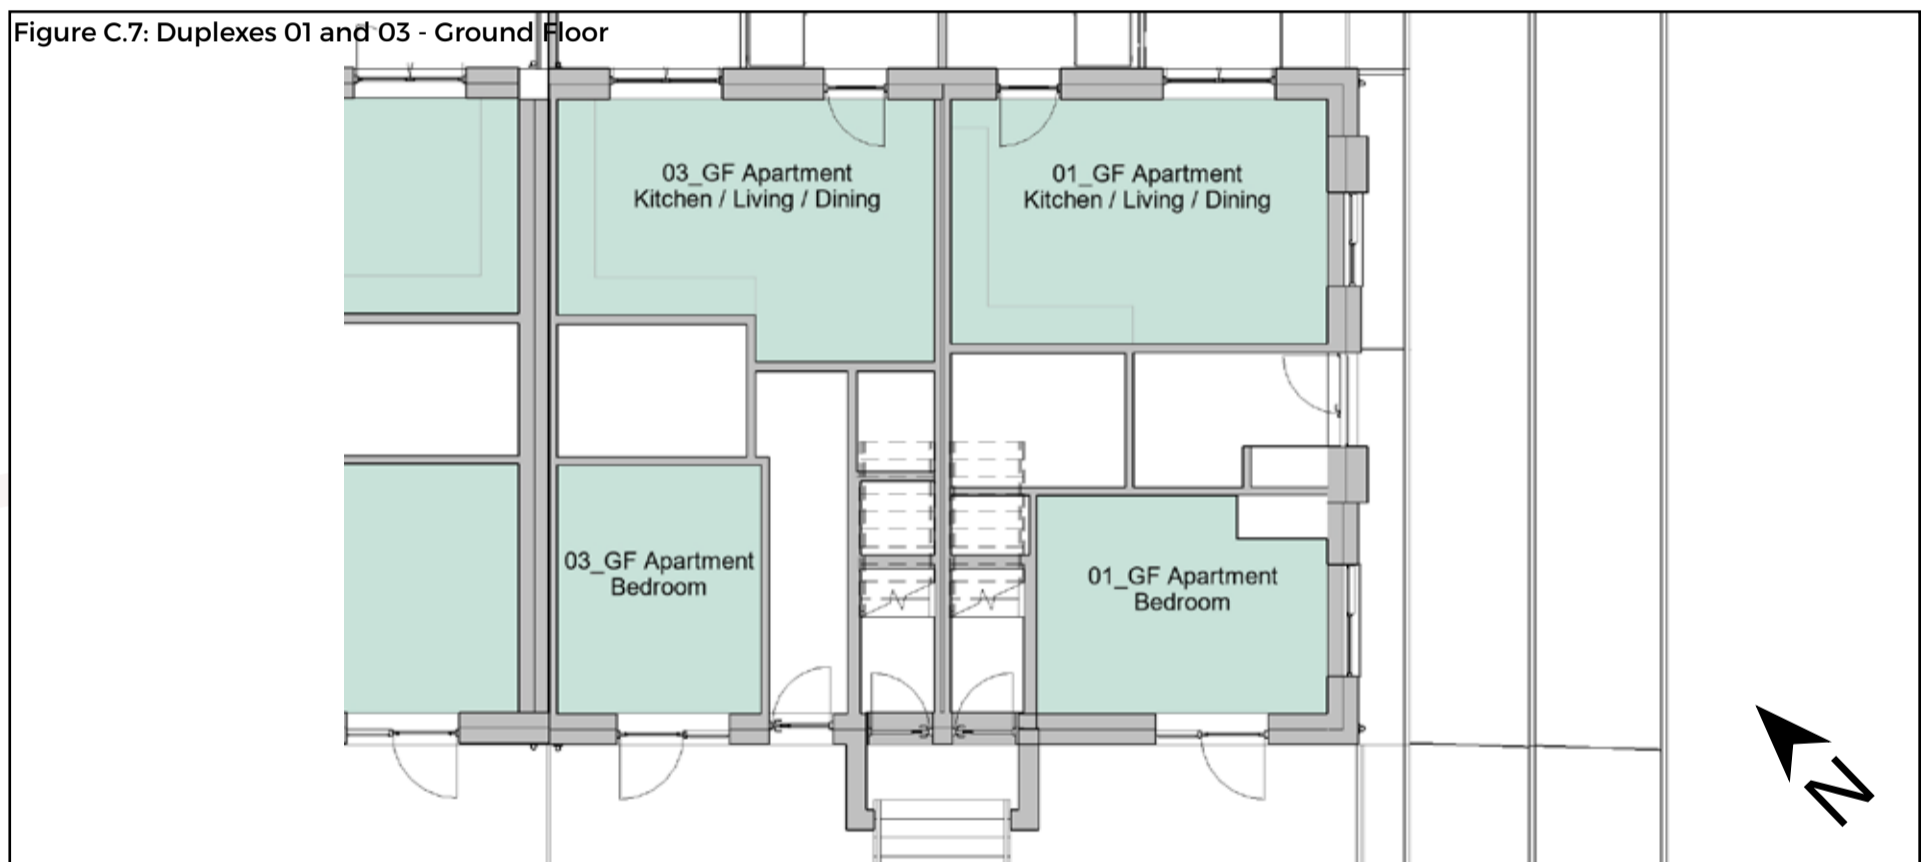 Figure C.7: Duplexes 01 and 03 - Ground Floor
03_GF Apartment
Kitchen / Living / Dining
01_GF Apartment
Kitchen / Living / Dining
03_GF Apartment
Bedroom
01_GF Apartment
Bedroom
N